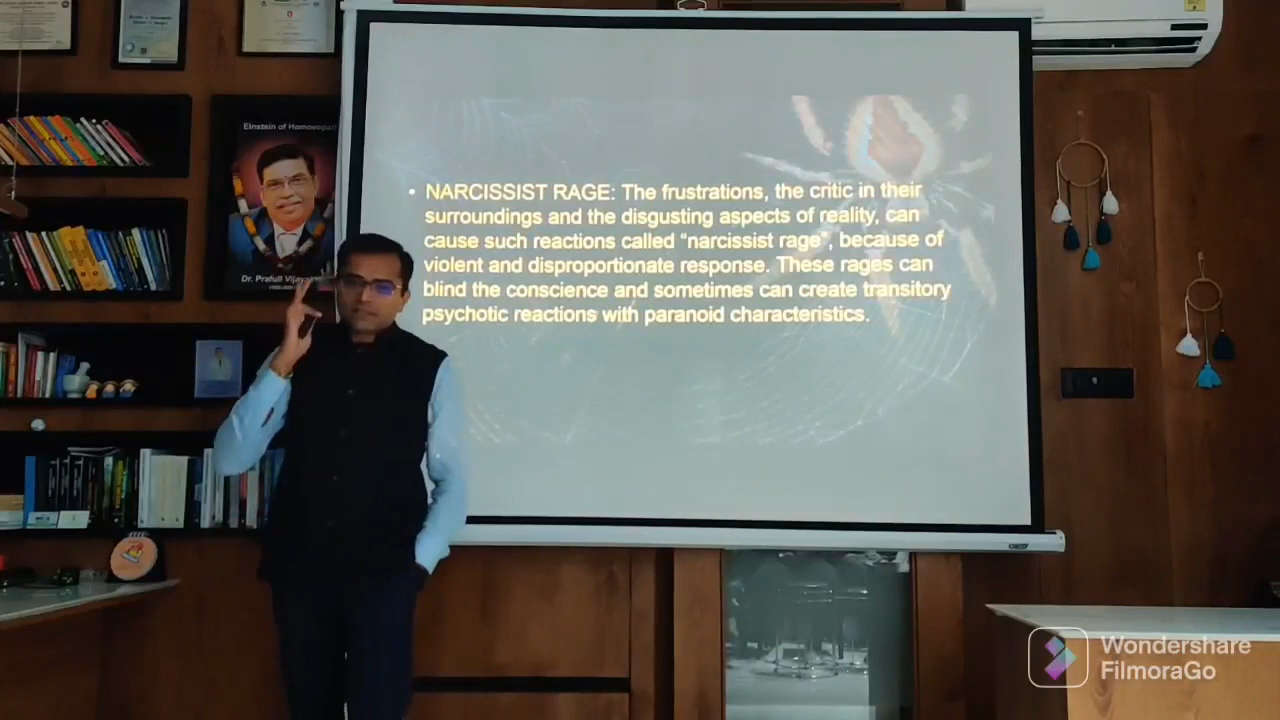 Einstein of Homoeopat
Dr. Prafull Vijay
• NARCISSIST RAGE: The frustrations, the critic in their
surroundings and the disgusting aspects of reality, can
cause such reactions called "narcissist rage", because of
violent and disproportionate response. These rages can
blind the conscience and sometimes can create transitory
psychotic reactions with paranoid characteristics.
Wondershare
FilmoraGo